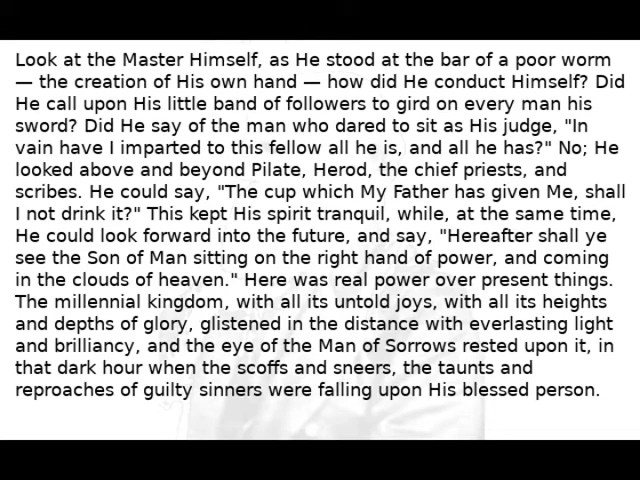 Look at the Master Himself, as He stood at the bar of a poor worm
— the creation of His own hand — how did He conduct Himself? Did
He call upon His little band of followers to gird on every man his
sword? Did He say of the man who dared to sit as His judge, "In
vain have I imparted to this fellow all he is, and all he has?" No; He
looked above and beyond Pilate, Herod, the chief priests, and
scribes. He could say, "The cup which My Father has given Me, shall
I not drink it?" This kept His spirit tranquil, while, at the same time,
He could look forward into the future, and say, "Hereafter shall ye
see the Son of Man sitting on the right hand of power, and coming
in the clouds of heaven." Here was real power over present things.
The millennial kingdom, with all its untold joys, with all its heights
and depths of glory, glistened in the distance with everlasting light
and brilliancy, and the eye of the Man of Sorrows rested upon it, in
that dark hour when the scoffs and sneers, the taunts and
reproaches of guilty sinners were falling upon His blessed person.